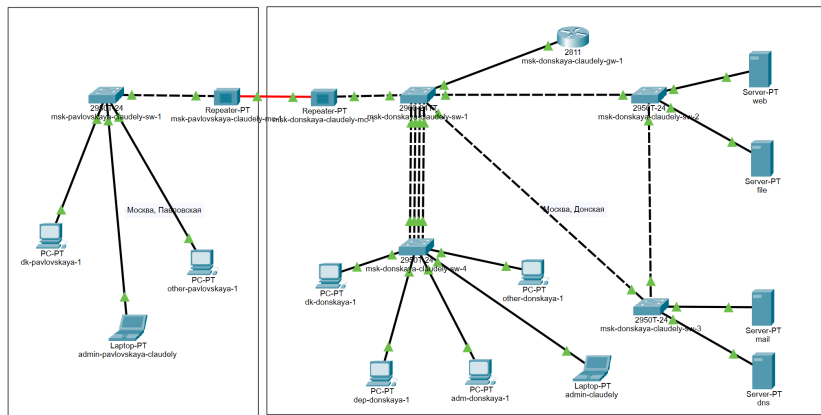 2811
msk-donskaya-claudely-gw-1
2950T-24
msk-pavlovskaya-claudely-sw-1
Repeater-PT
msk-pavlovskaya-claudely-mc-1
Repeater-PT
msk-donskaya-claudely-mc-1
msk-donskaya-claudely-sw-1
2950T-24
msk-donskaya-claudely-sw-2
Server-PT
web
Server-PT
file
Москва, Павловская
Москва, Донская
PC-PT
dk-pavlovskaya-1
PC-PT
other-pavlovskaya-1
Laptop-PT
admin-pavlovskaya-claudely
2950T-24
msk-donskaya-claudely-sw-4
PC-PT
dk-donskaya-1
PC-PT
other-donskaya-1
2950T-24
msk-donskaya-claudely-sw-3
Server-PT
mail
PC-PT
dep-donskaya-1
PC-PT
adm-donskaya-1
Laptop-PT
admin-claudely
Server-PT
dns